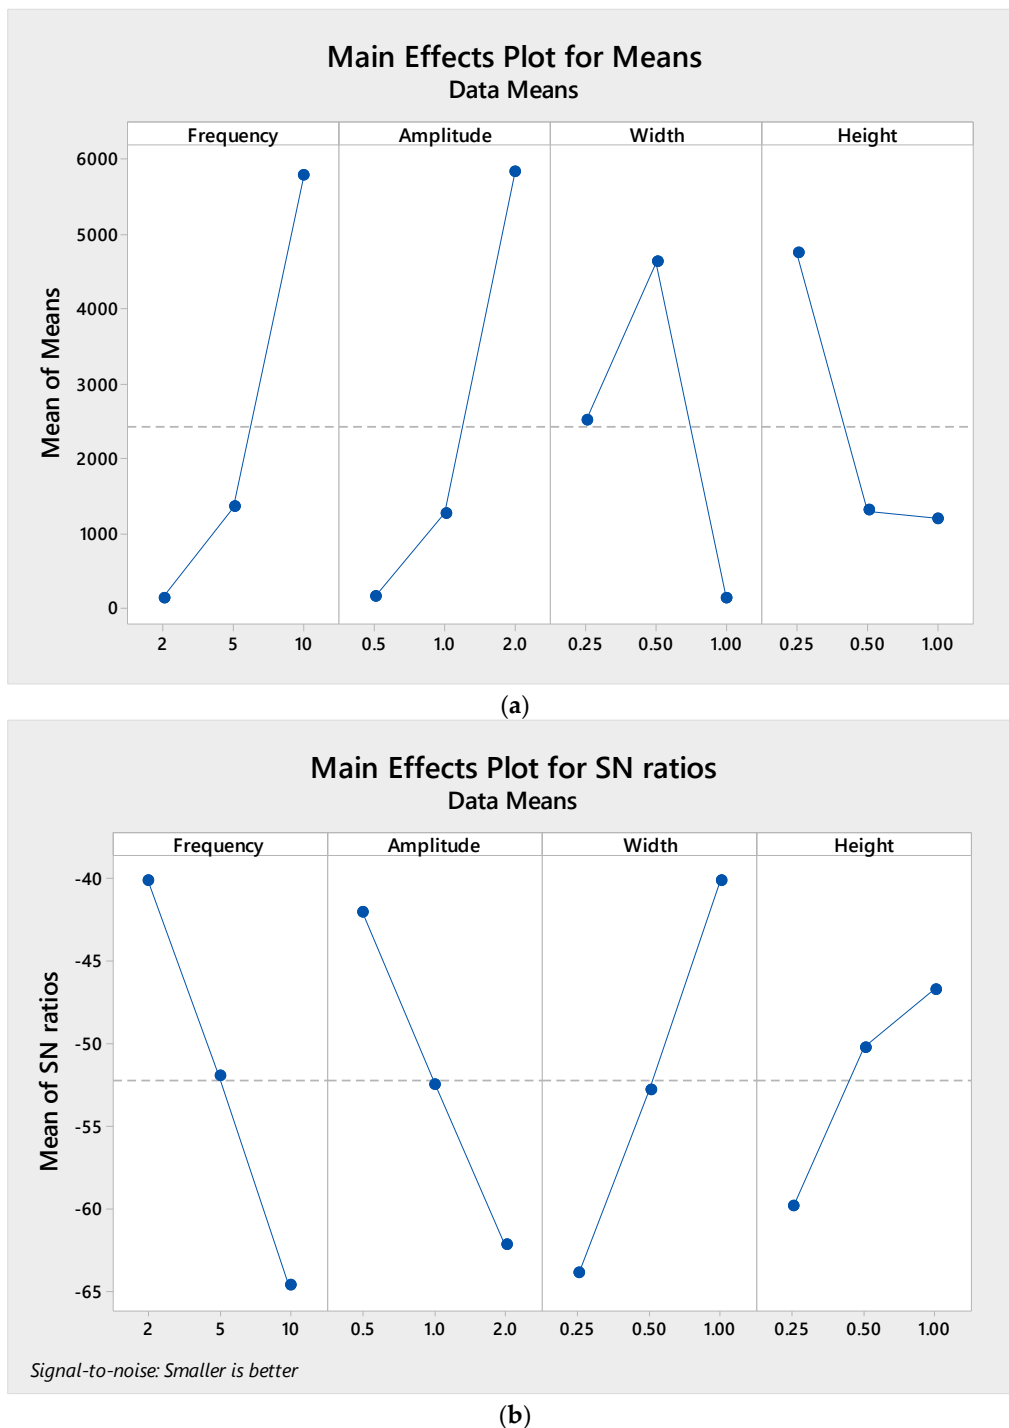 Main Effects Plot for Means
Data Means
Frequency Amplitude Width Height
Mean of Means
6000
5000
4000
3000
2000
1000
0
2 5 10 0.5 1.0 2.0 0.25 0.50 1.00 0.25 0.50 1.00
(a)
Main Effects Plot for SN ratios
Data Means
Frequency Amplitude Width Height
Mean of SN ratios
-40
-45
-50
-55
-60
-65
2 5 10 0.5 1.0 2.0 0.25 0.50 1.00 0.25 0.50 1.00
Signal-to-noise: Smaller is better
(b)